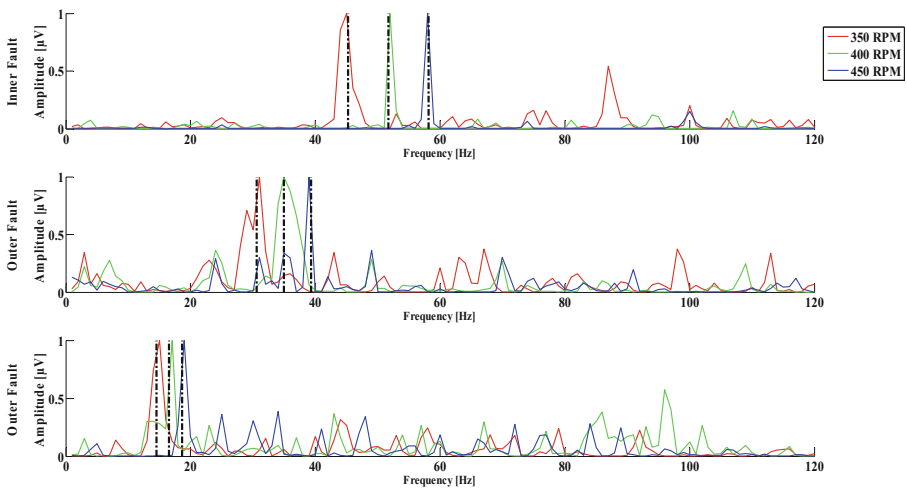 1
0.5
0
0 20 40 60 80 100 120
Inner Fault
Amplitude [µV]
Frequency [Hz]
350 RPM
400 RPM
450 RPM
1
0.5
0
0 20 40 60 80 100 120
Outer Fault
Amplitude [µV]
Frequency [Hz]
1
0.5
0
0 20 40 60 80 100 120
Outer Fault
Amplitude [µV]
Frequency [Hz]